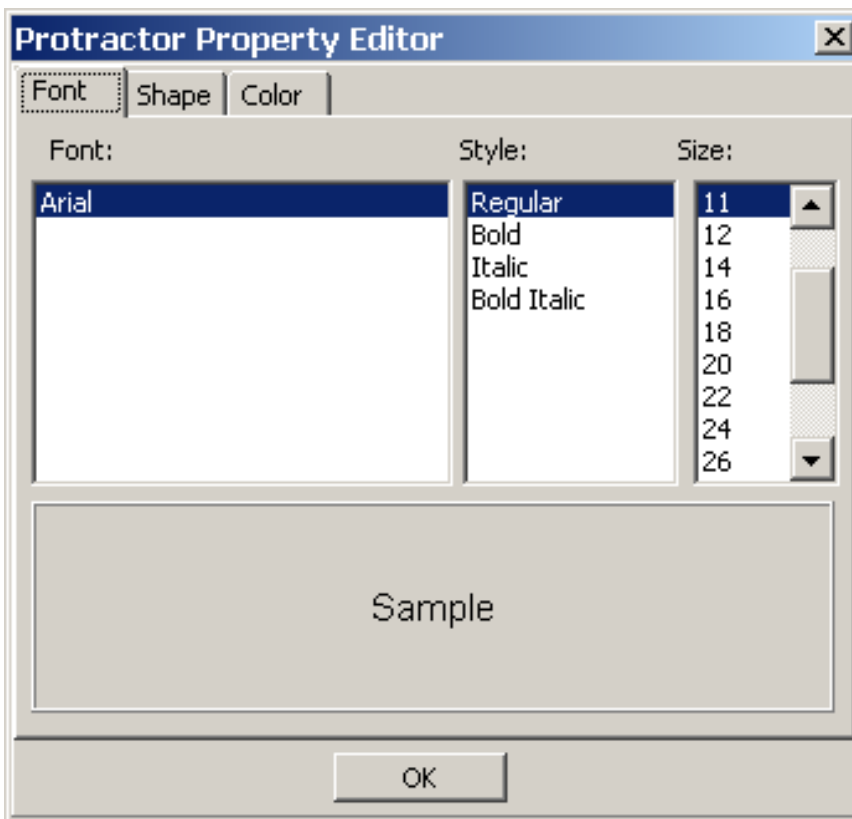 Protractor Property Editor
Font Shape Color
Font: Style: Size:
Arial Regular 11
Bold 12
Italic 14
Bold Italic 16
18
20
22
24
26
Sample
OK